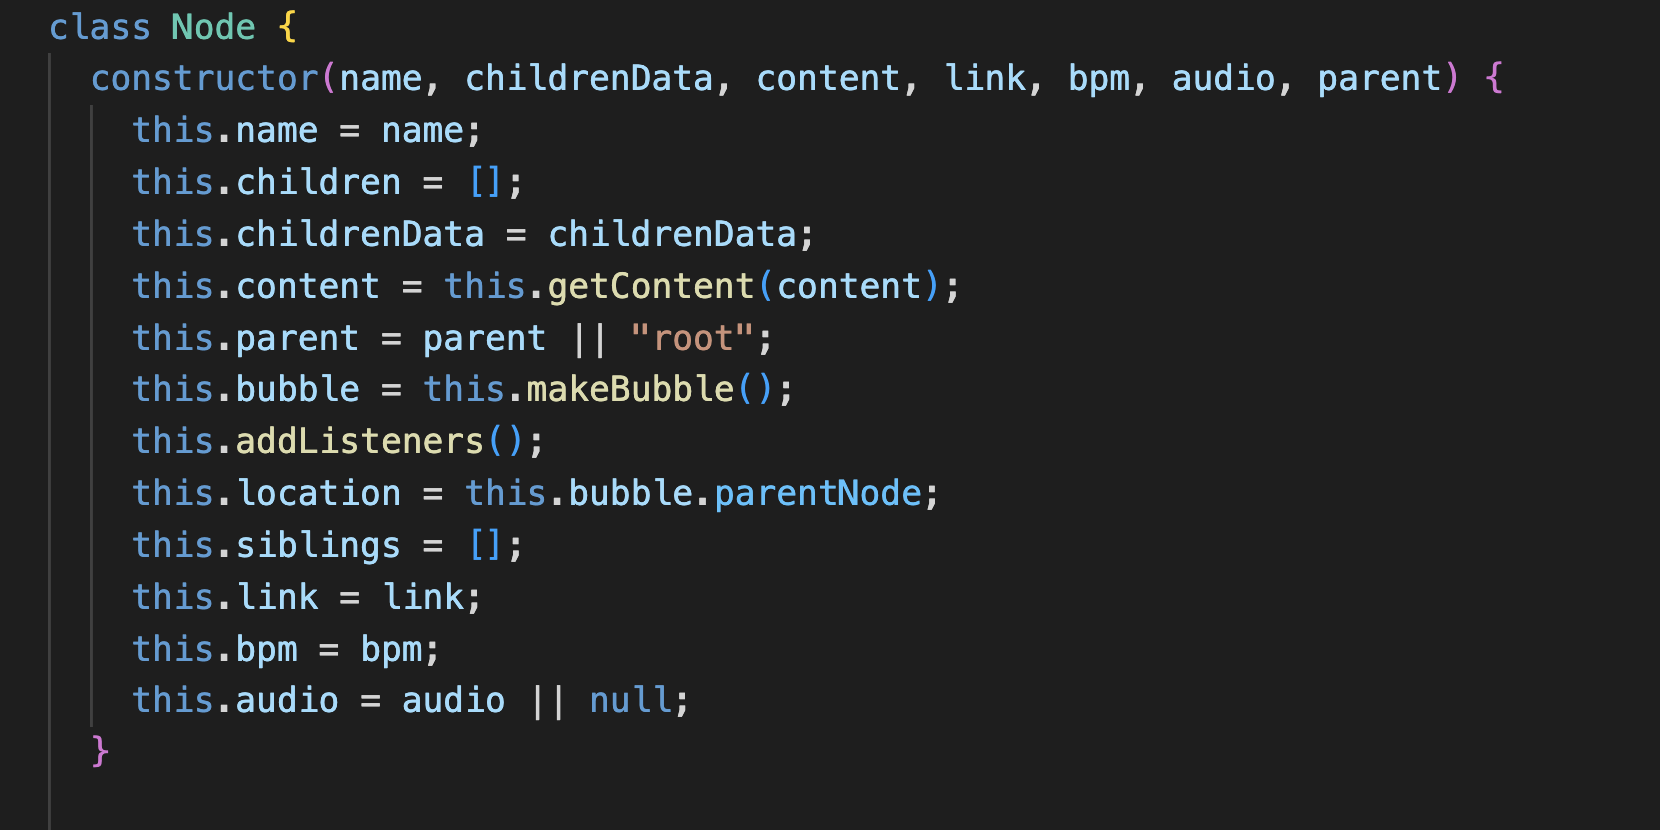 class Node {
constructor(name, childrenData, content, link, bpm, audio, parent) {
this.name = name;
this.children = [];
this.childrenData = childrenData;
this.content = this.getContent(content);
this.parent = parent || "root";
this.bubble = this.makeBubble();
this.addListeners();
this.location = this.bubble.parentNode;
this.siblings = [];
this.link = link;
this.bpm = bpm;
this.audio = audio || null;
}